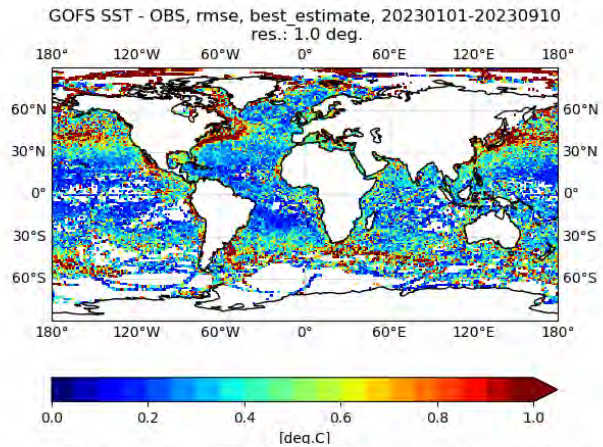 GOFS SST - OBS, rmse, best_estimate, 20230101-20230910
res.: 1.0 deg.
180° 120°W 60°W 0° 60°E 120°E 180°
60°N 60°N
30°N 30°N
0° 0°
30°S 30°S
60°S 60°S
180° 120°W 60°W 0° 60°E 120°E 180°
0.0 0.2 0.4 0.6 0.8 1.0
[deg.C]